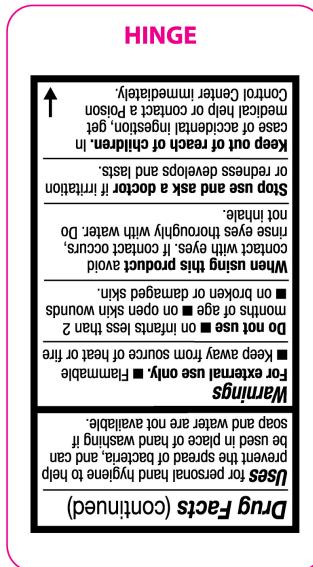 HINGE
Drug Facts (continued)
Uses for personal hand hygiene to help
prevent the spread of bacteria, and can
be used in place of hand washing if
soap and water are not available.
Warnings
For external use only. ■ Flammable
■ Keep away from source of heat or fire
Do not use ■ on infants less than 2
months of age ■ on open skin wounds
■ on broken or damaged skin.
When using this product avoid
contact with eyes. If contact occurs,
rinse eyes thoroughly with water. Do
not inhale.
Stop use and ask a doctor if irritation
or redness develops and lasts.
Keep out of reach of children. In
case of accidental ingestion, get
medical help or contact a Poison
Control Center immediately.